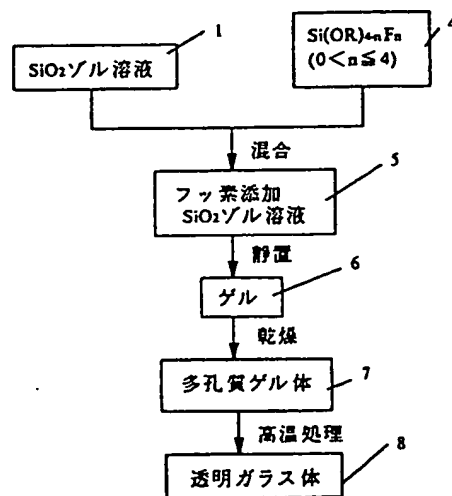 1
SiO₂ゾル溶液
4
Si(OR)₄₋ₙFₙ
(0<n≦4)
混合
5
フッ素添加
SiO₂ゾル溶液
静置
6
ゲル
乾燥
7
多孔質ゲル体
高温処理
8
透明ガラス体